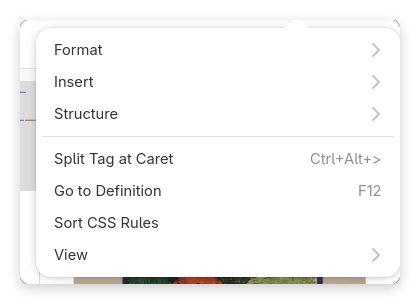 Format
Insert
Structure
Split Tag at Caret Ctrl+Alt+>
Go to Definition F12
Sort CSS Rules
View